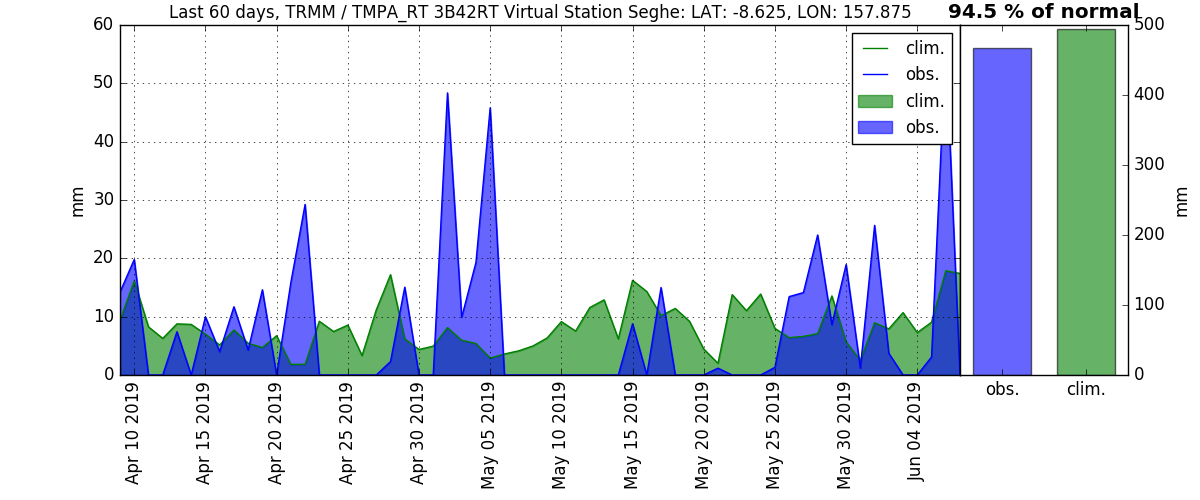 Last 60 days, TRMM / TMPA_RT 3B42RT Virtual Station Seghe: LAT: -8.625, LON: 157.875
94.5 % of normal
60
50
40
30
20
10
0
mm
clim.
obs.
clim.
obs.
500
400
300
200
100
0
mm
Apr 10 2019
Apr 15 2019
Apr 20 2019
Apr 25 2019
Apr 30 2019
May 05 2019
May 10 2019
May 15 2019
May 20 2019
May 25 2019
May 30 2019
Jun 04 2019
obs.
clim.